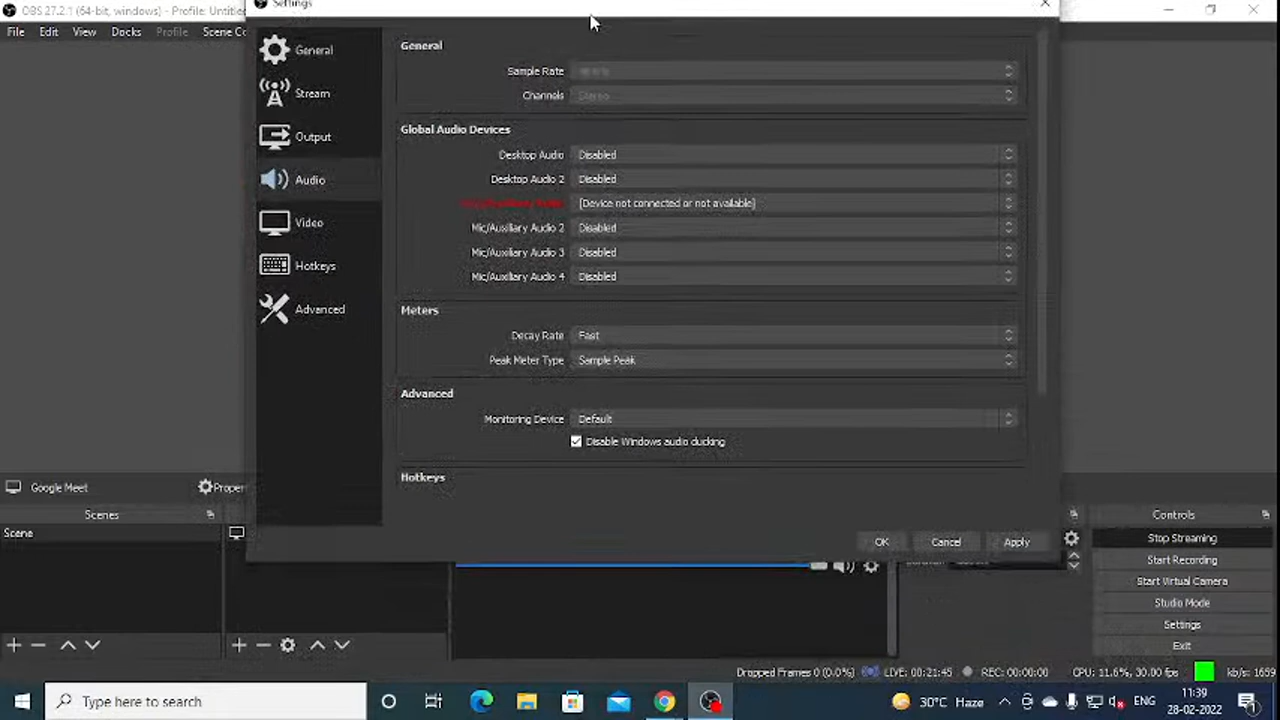 OBS 27.2.1 (64-bit, windows) - Profile: Untitled
Settings
File Edit View Docks Profile Scene Co
General
Stream
Output
Audio
Video
Hotkeys
Advanced
General
Sample Rate
Channels Stereo
Global Audio Devices
Desktop Audio Disabled
Desktop Audio 2 Disabled
[Device not connected or not available]
Mic/Auxiliary Audio 2 Disabled
Mic/Auxiliary Audio 3 Disabled
Mic/Auxiliary Audio 4 Disabled
Meters
Decay Rate Fast
Peak Meter Type Sample Peak
Advanced
Monitoring Device Default
Disable Windows audio ducking
Hotkeys
OK Cancel Apply
Google Meet Proper
Scenes
Scene
Controls
Stop Streaming
Start Recording
Start Virtual Camera
Studio Mode
Settings
Exit
Dropped Frames 0 (0.0%) LIVE: 00:21:45 REC: 00:00:00 CPU: 11.6%, 30.00 fps kb/s: 1659
Type here to search
30°C Haze ENG
11:39
28-02-2022
1